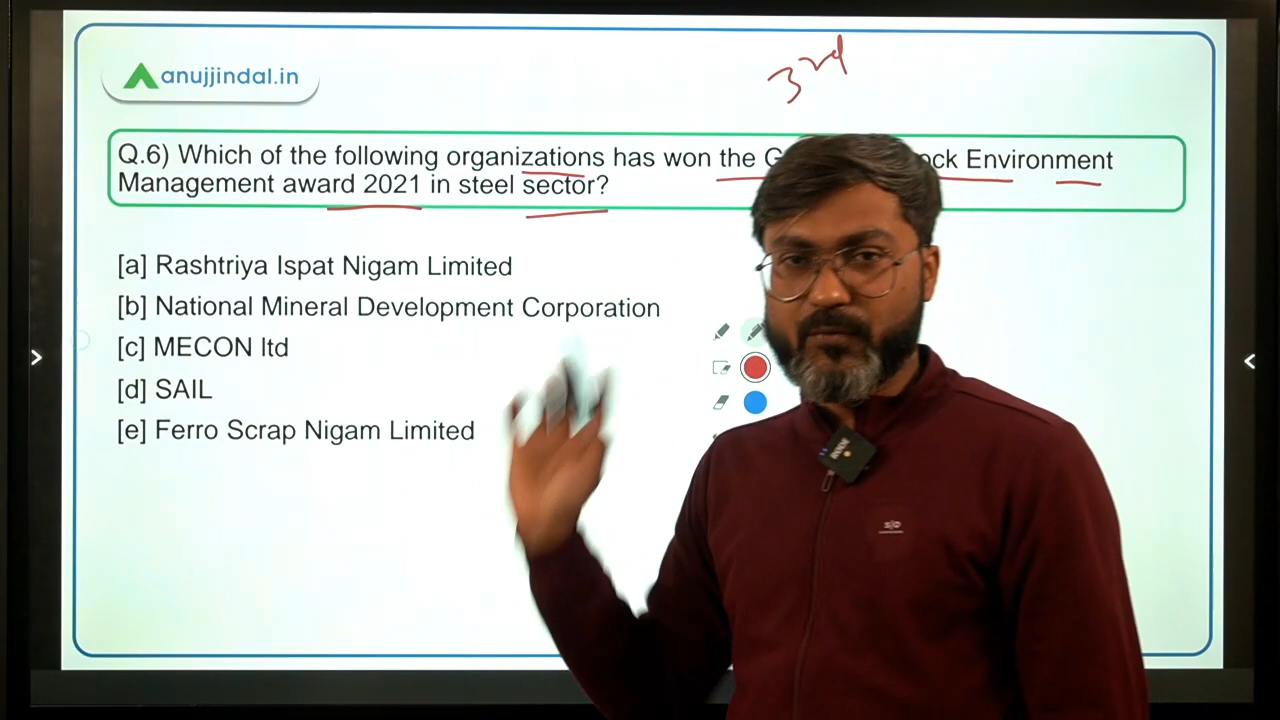 3rd
anujjindal.in
Q.6) Which of the following organizations has won the Environment
Management award 2021 in steel sector?
[a] Rashtriya Ispat Nigam Limited
[b] National Mineral Development Corporation
[c] MECON ltd
[d] SAIL
[e] Ferro Scrap Nigam Limited